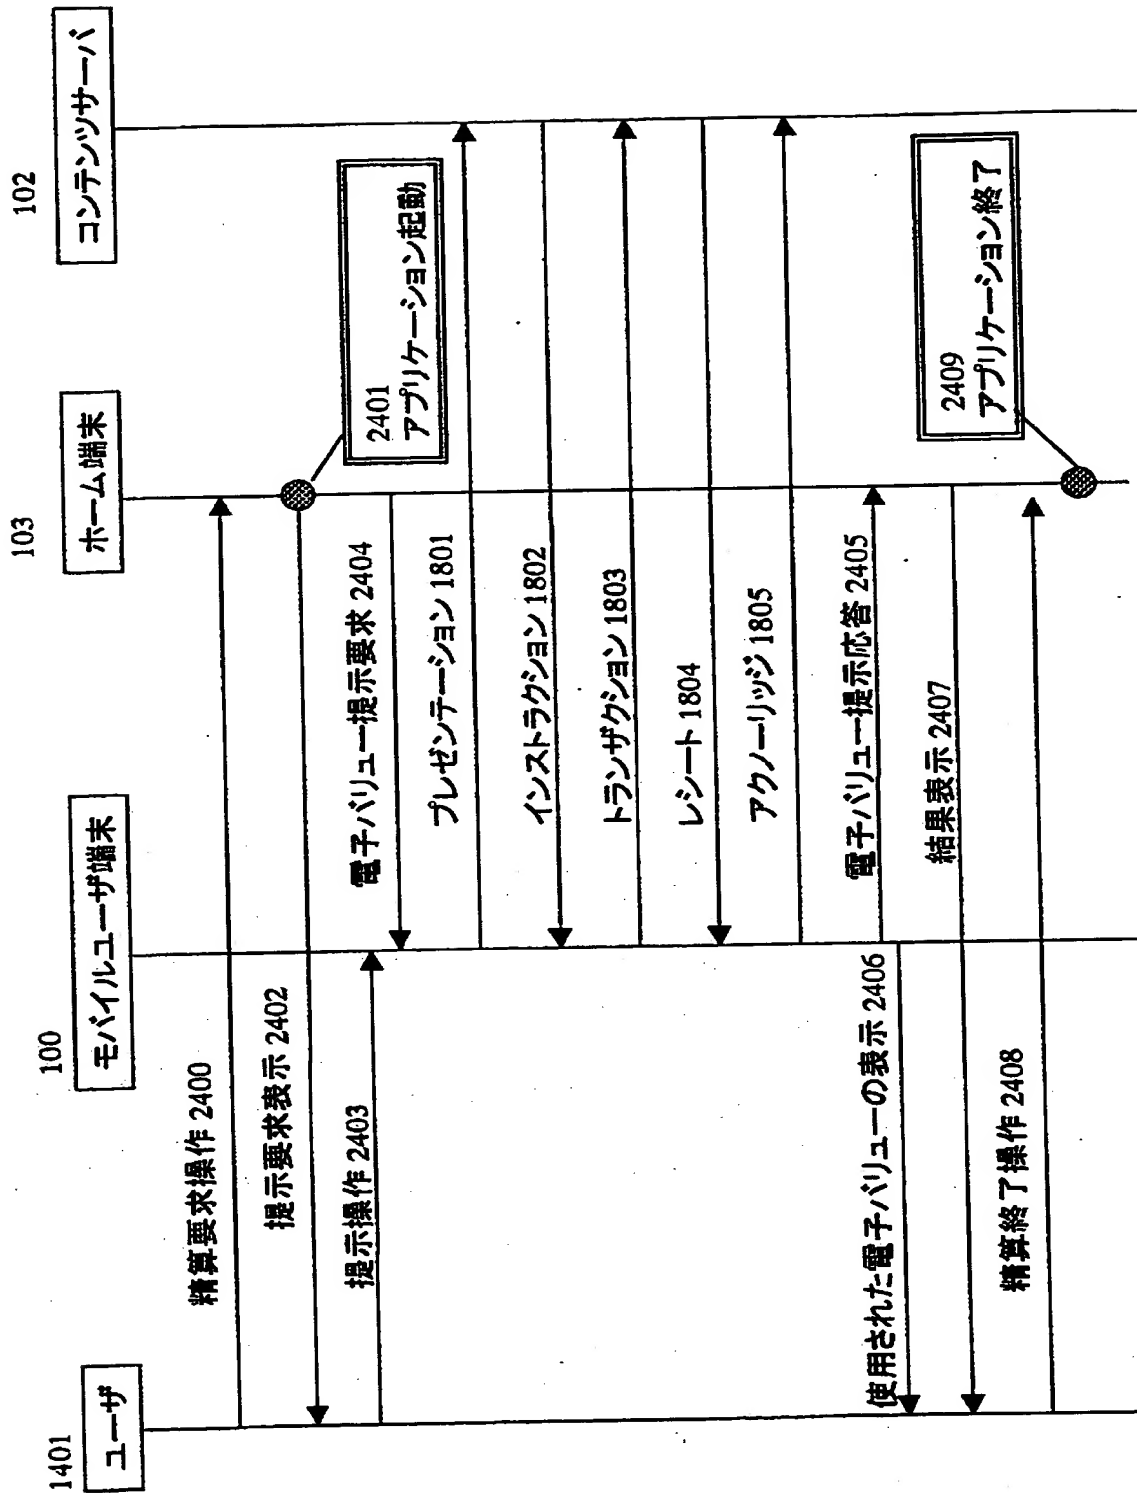 1401
ユーザ
100
モバイルユーザ端末
103
ホーム端末
102
コンテンツサーバ
精算要求操作 2400
2401
アプリケーション起動
提示要求表示 2402
提示操作 2403
電子バリュー提示要求 2404
プレゼンテーション 1801
インストラクション 1802
トランザクション 1803
レシート 1804
アクノーリッジ 1805
電子バリュー提示応答 2405
使用された電子バリューの表示 2406
結果表示 2407
精算終了操作 2408
2409
アプリケーション終了